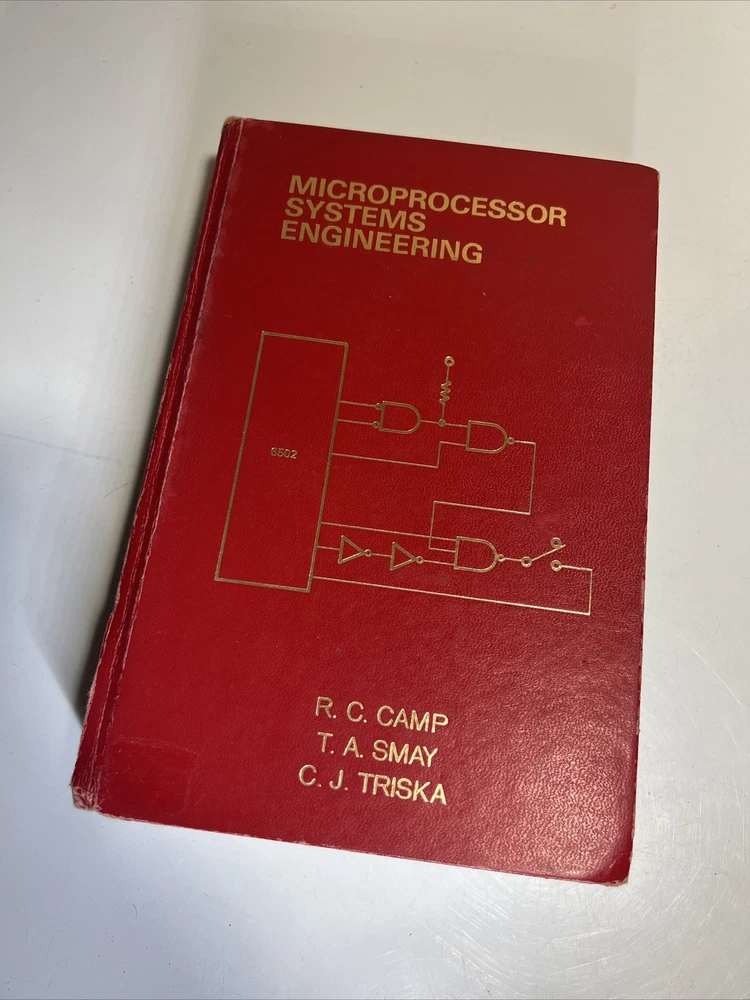 MICROPROCESSOR
SYSTEMS
ENGINEERING
6502
R. C. CAMP
T. A. SMAY
C. J. TRISKA